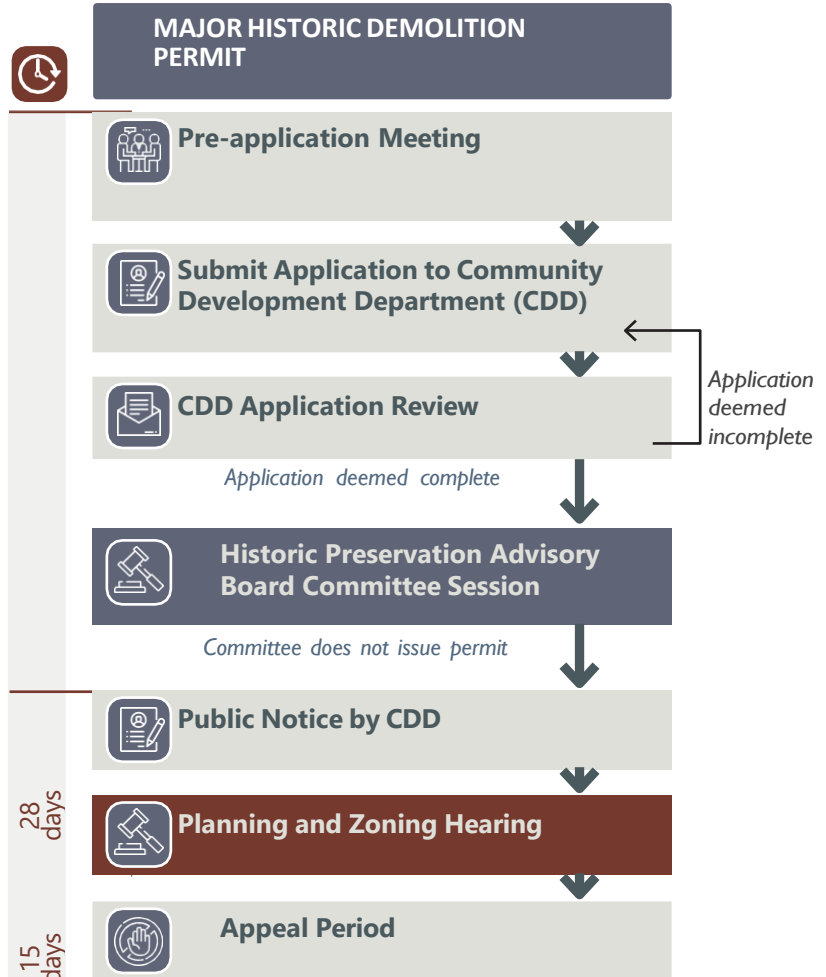 MAJOR HISTORIC DEMOLITION
PERMIT
Pre-application Meeting
Submit Application to Community
Development Department (CDD)
Application
deemed
incomplete
CDD Application Review
Application deemed complete
Historic Preservation Advisory
Board Committee Session
Committee does not issue permit
Public Notice by CDD
28
days
Planning and Zoning Hearing
Appeal Period
15
days